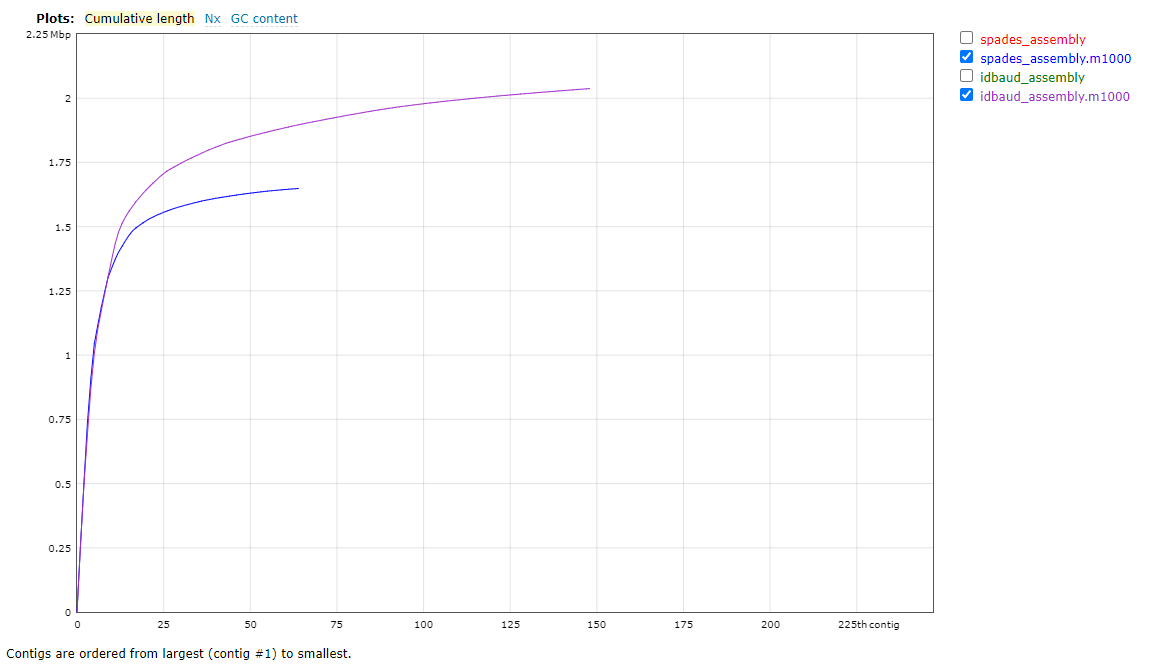 Plots: Cumulative length Nx GC content
2.25 Mbp
2
1.75
1.5
1.25
1
0.75
0.5
0.25
0
0 25 50 75 100 125 150 175 200 225th contig
spades_assembly
spades_assembly.m1000
idbaud_assembly
idbaud_assembly.m1000
Contigs are ordered from largest (contig #1) to smallest.